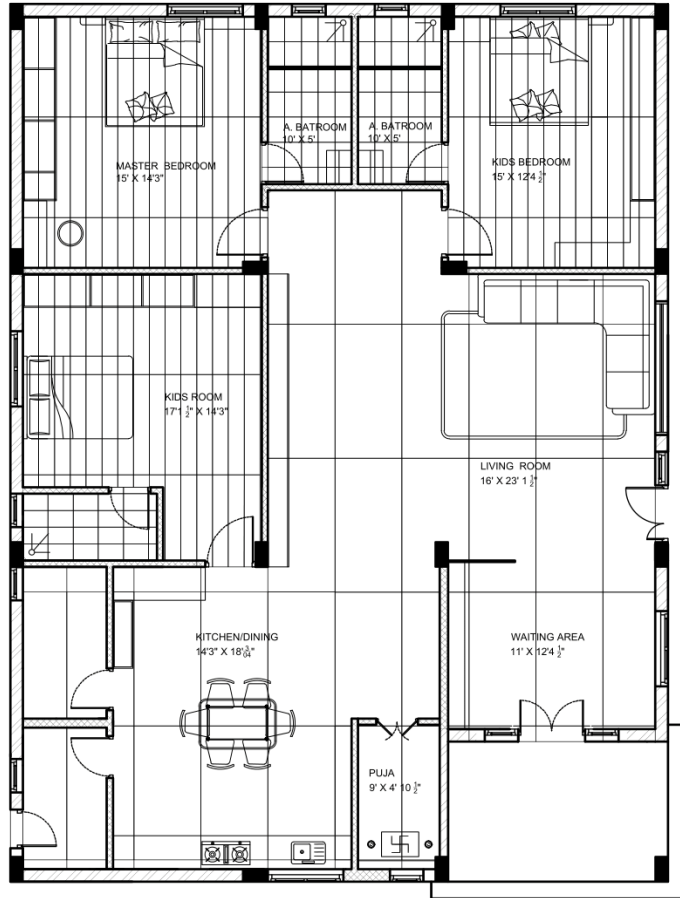 A. BATROOM
10' X 5'
A. BATROOM
10' X 5'
MASTER BEDROOM
15' X 14'3"
KIDS BEDROOM
15' X 12'4 1/2"
KIDS ROOM
17'1 1/2" X 14'3"
LIVING ROOM
16' X 23' 1 1/2"
KITCHEN/DINING
14'3" X 18'3/64"
WAITING AREA
11' X 12'4 1/2"
PUJA
9' X 4' 10 1/2"